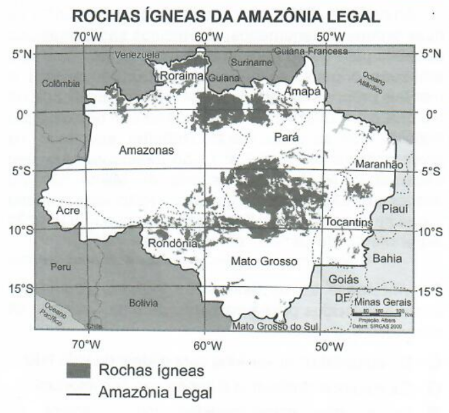 ROCHAS ÍGNEAS DA AMAZÔNIA LEGAL
70°W 60°W 50°W
5°N 5°N
Venezuela
Suriname
Guiana Francesa
Colômbia
Roraima
Guiana
Oceano
Atlântico
Amapá
0° 0°
Amazonas
Pará
Maranhão
5°S 5°S
Acre
Piauí
Tocantins
10°S 10°S
Rondônia
Bahia
Peru
Mato Grosso
Goiás
15°S 15°S
Bolívia
DF
Minas Gerais
Oceano
Pacífico
Chile
Mato Grosso do Sul
Projeção: Albers
Datum: SIRGAS 2000
70°W 60°W 50°W
Rochas ígneas
Amazônia Legal